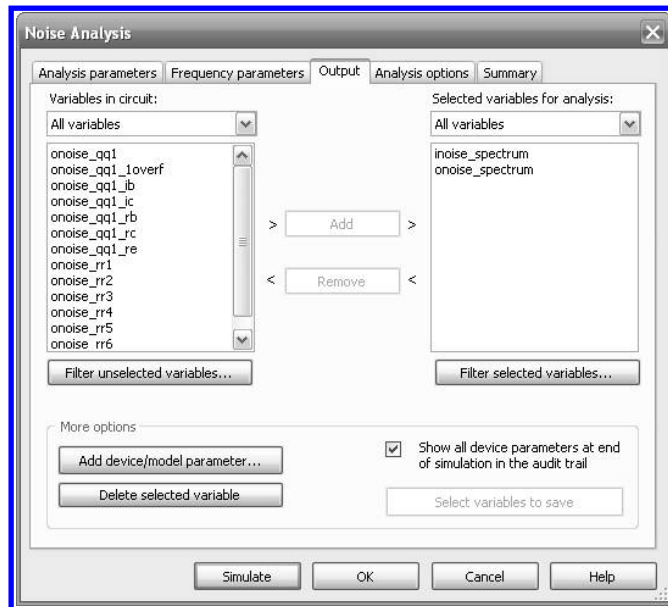 Noise Analysis
Analysis parameters
Frequency parameters
Output
Analysis options
Summary
Variables in circuit:
All variables
onoise_qq1
onoise_qq1_1overf
onoise_qq1_ib
onoise_qq1_ic
onoise_qq1_rb
onoise_qq1_rc
onoise_qq1_re
onoise_rr1
onoise_rr2
onoise_rr3
onoise_rr4
onoise_rr5
onoise_rr6
Filter unselected variables...
> Add >
< Remove <
Selected variables for analysis:
All variables
inoise_spectrum
onoise_spectrum
Filter selected variables...
More options
Add device/model parameter...
Delete selected variable
Show all device parameters at end
of simulation in the audit trail
Select variables to save
Simulate
OK
Cancel
Help